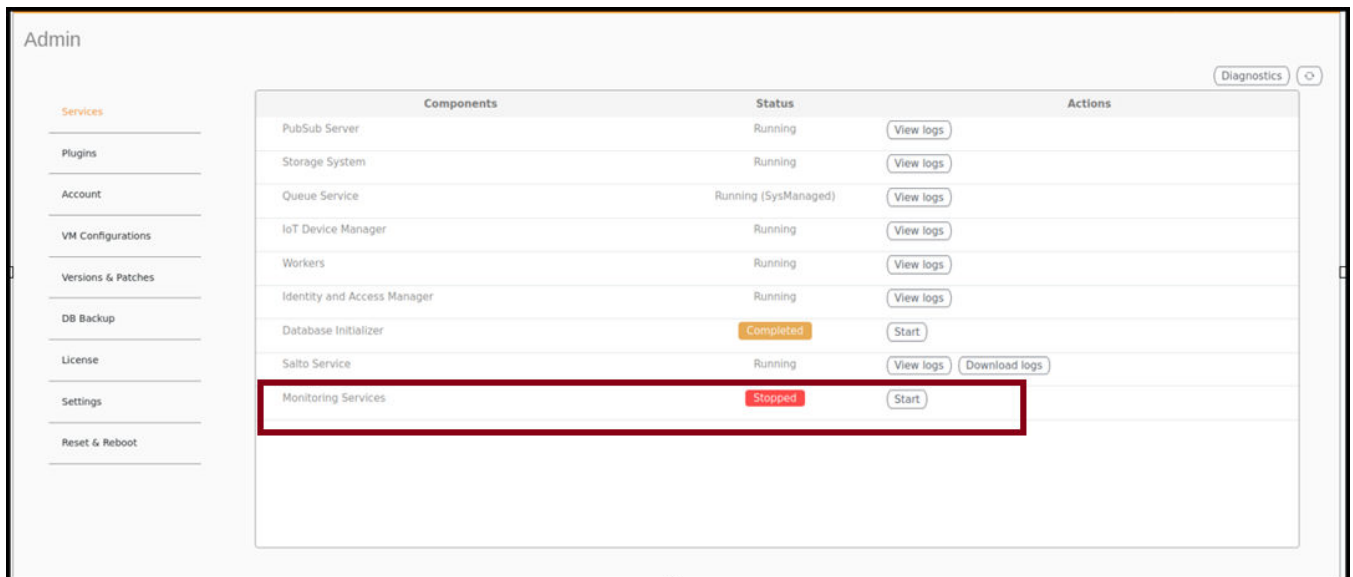 Admin
Diagnostics
Services
Plugins
Account
VM Configurations
Versions & Patches
DB Backup
License
Settings
Reset & Reboot
Components Status Actions
PubSub Server Running View logs
Storage System Running View logs
Queue Service Running (SysManaged) View logs
IoT Device Manager Running View logs
Workers Running View logs
Identity and Access Manager Running View logs
Database Initializer Completed Start
Salto Service Running View logs Download logs
Monitoring Services Stopped Start